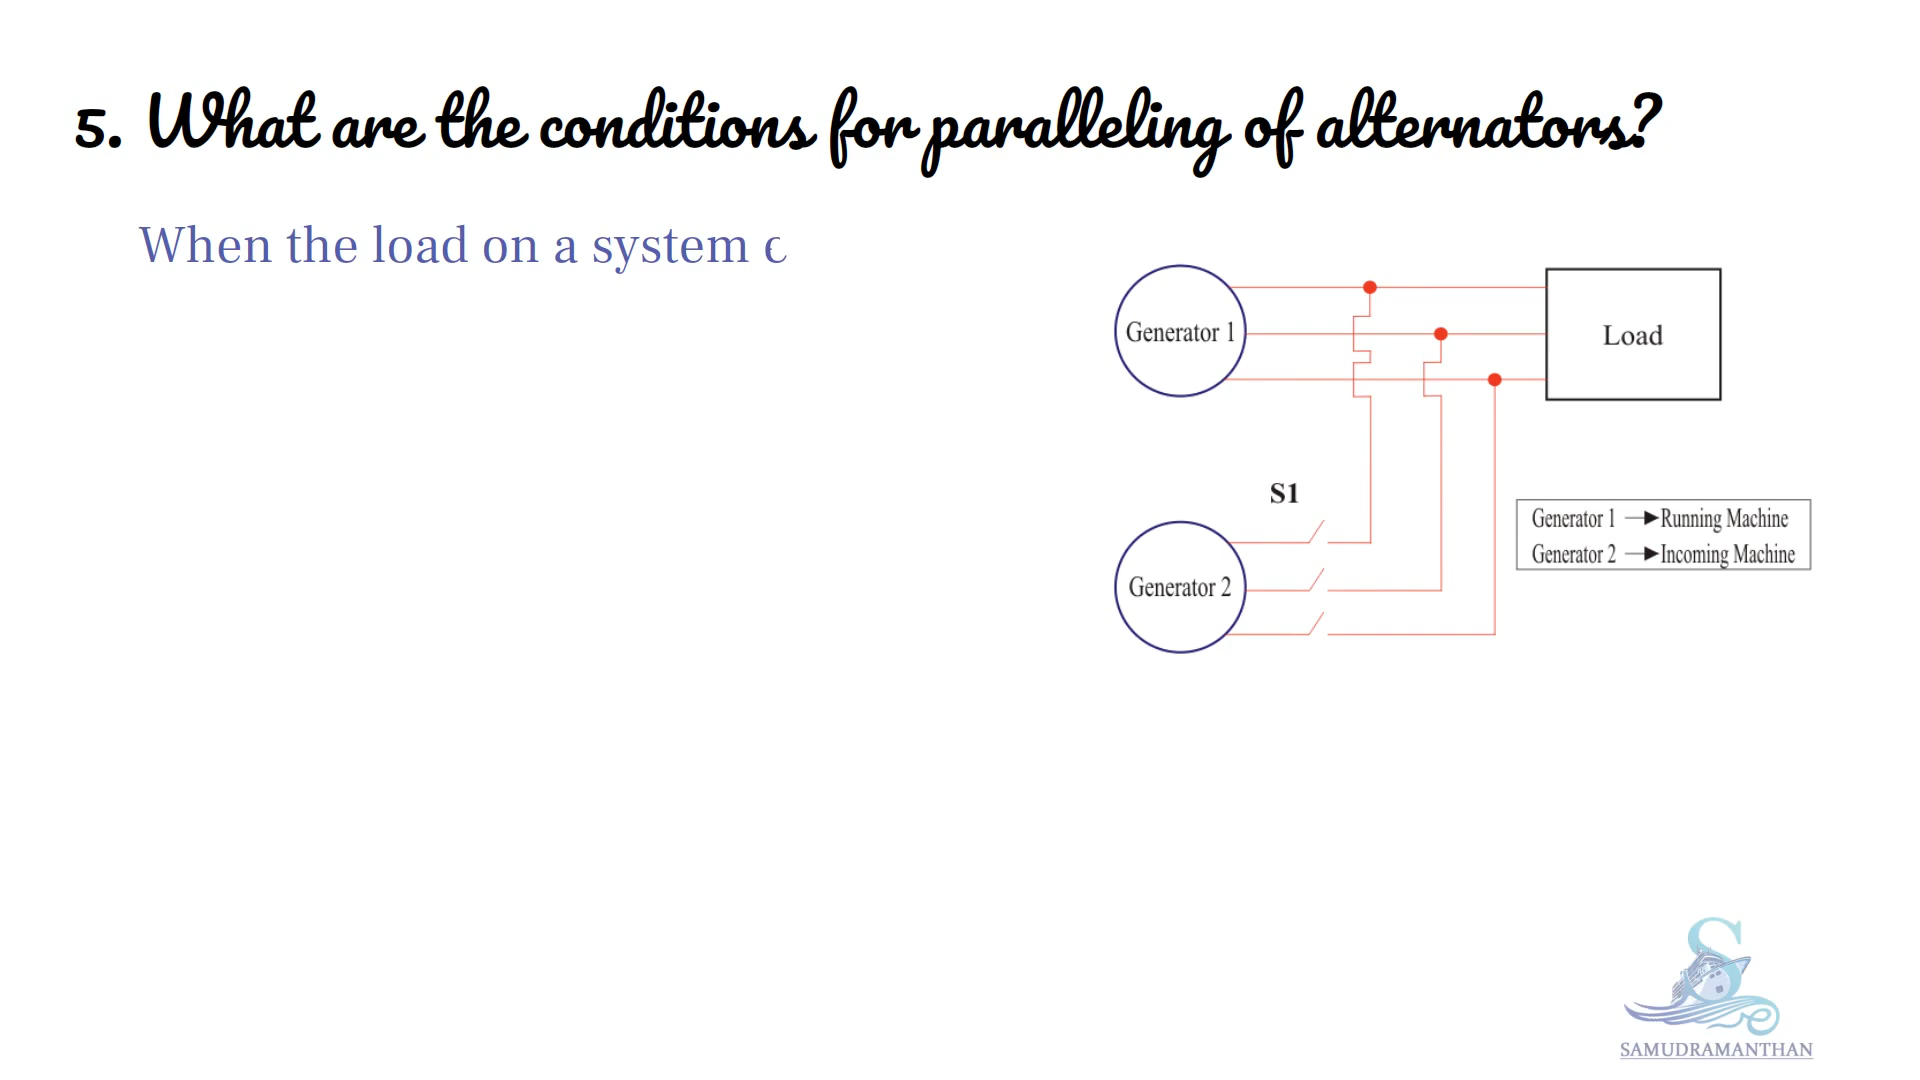 5. What are the conditions for paralleling of alternators?
When the load on a system
Generator 1
Load
S1
Generator 2
Generator 1 → Running Machine
Generator 2 → Incoming Machine
SAMUDRAMANTHAN